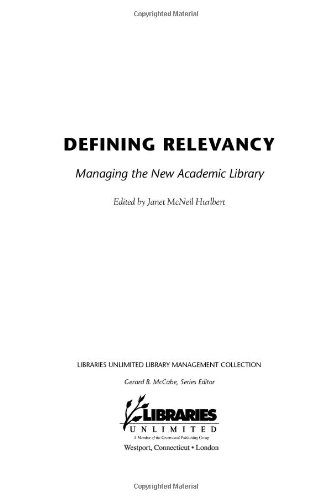 Copyrighted Material
DEFINING RELEVANCY
Managing the New Academic Library
Edited by Janet McNeil Hurlbert
LIBRARIES UNLIMITED LIBRARY MANAGEMENT COLLECTION
Gerard B. McCabe, Series Editor
LIBRARIES
UNLIMITED
A Member of the Greenwood Publishing Group
Westport, Connecticut • London
Copyrighted Material